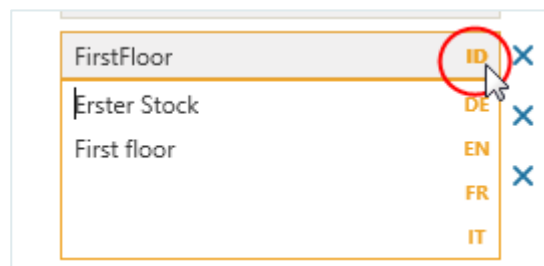 FirstFloor ID
Erster Stock DE
First floor EN
FR
IT